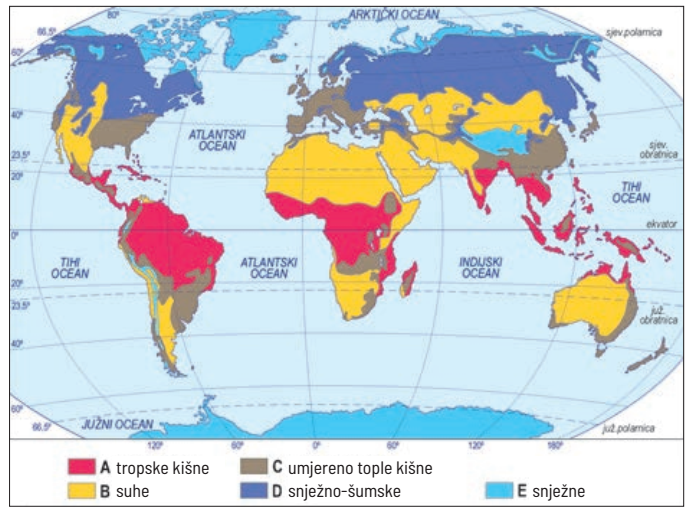 80°
ARKTIČKI OCEAN
66.5°
sjev.polarnica
60°
40°
ATLANTSKI
OCEAN
23.5°
sjev.
obratnica
20°
TIHI
OCEAN
ekvator
0°
TIHI
OCEAN
ATLANTSKI
OCEAN
INDIJSKI
OCEAN
20°
23.5°
juž.
obratnica
40°
60°
JUŽNI OCEAN
66.5°
juž.polarnica
120°
60°
0°
60°
120°
180°
A tropske kišne
C umjereno tople kišne
B suhe
D snježno-šumske
E snježne